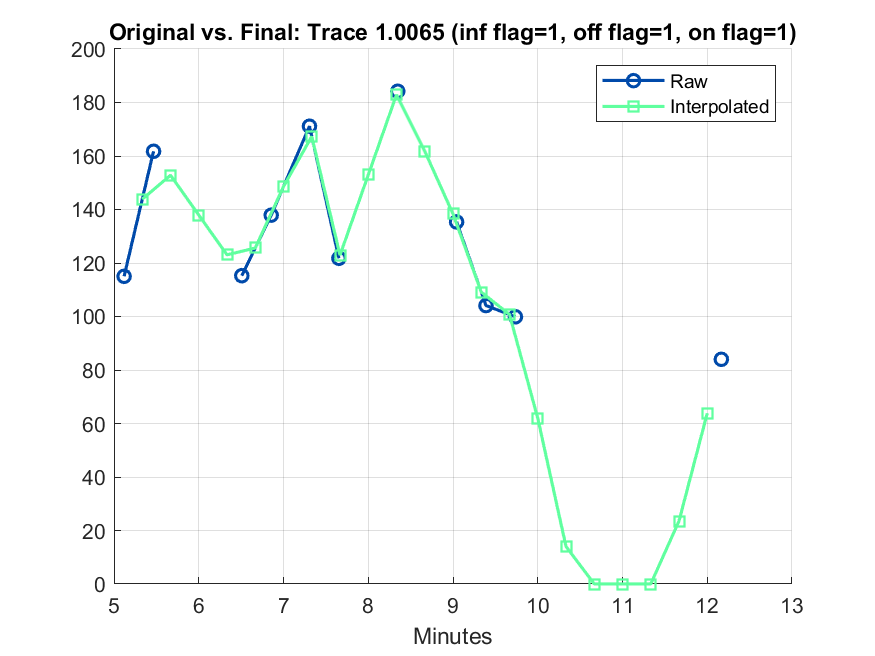 Original vs. Final: Trace 1.0065 (inf flag=1, off flag=1, on flag=1)
200
180
160
140
120
100
80
60
40
20
0
Raw
Interpolated
5 6 7 8 9 10 11 12 13
Minutes